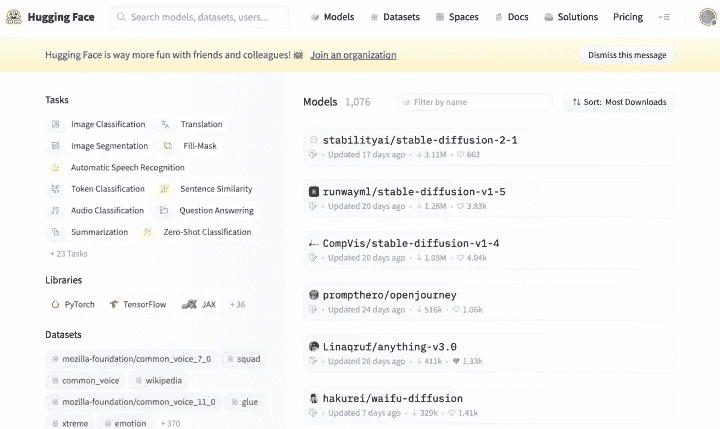 Hugging Face
Search models, datasets, users...
Models
Datasets
Spaces
Docs
Solutions
Pricing
Hugging Face is way more fun with friends and colleagues! 🤗 Join an organization
Dismiss this message
Tasks
Image Classification
Translation
Image Segmentation
Fill-Mask
Automatic Speech Recognition
Token Classification
Sentence Similarity
Audio Classification
Question Answering
Summarization
Zero-Shot Classification
+ 23 Tasks
Libraries
PyTorch
TensorFlow
JAX
+ 36
Datasets
mozilla-foundation/common_voice_7_0
squad
common_voice
wikipedia
mozilla-foundation/common_voice_11_0
glue
xtreme
emotion
+ 370
Models 1,076
Filter by name
Sort: Most Downloads
stabilityai/stable-diffusion-2-1
• Updated 17 days ago • ↓ 3.11M • ♡ 663
runwayml/stable-diffusion-v1-5
• Updated 20 days ago • ↓ 1.28M • ♡ 3.83k
CompVis/stable-diffusion-v1-4
• Updated 20 days ago • ↓ 1.03M • ♡ 4.04k
prompthero/openjourney
• Updated 24 days ago • ↓ 516k • ♡ 1.06k
Linaqruf/anything-v3.0
• Updated 26 days ago • ↓ 411k • ♥ 1.33k
hakurei/waifu-diffusion
• Updated 7 days ago • ↓ 329k • ♡ 1.41k